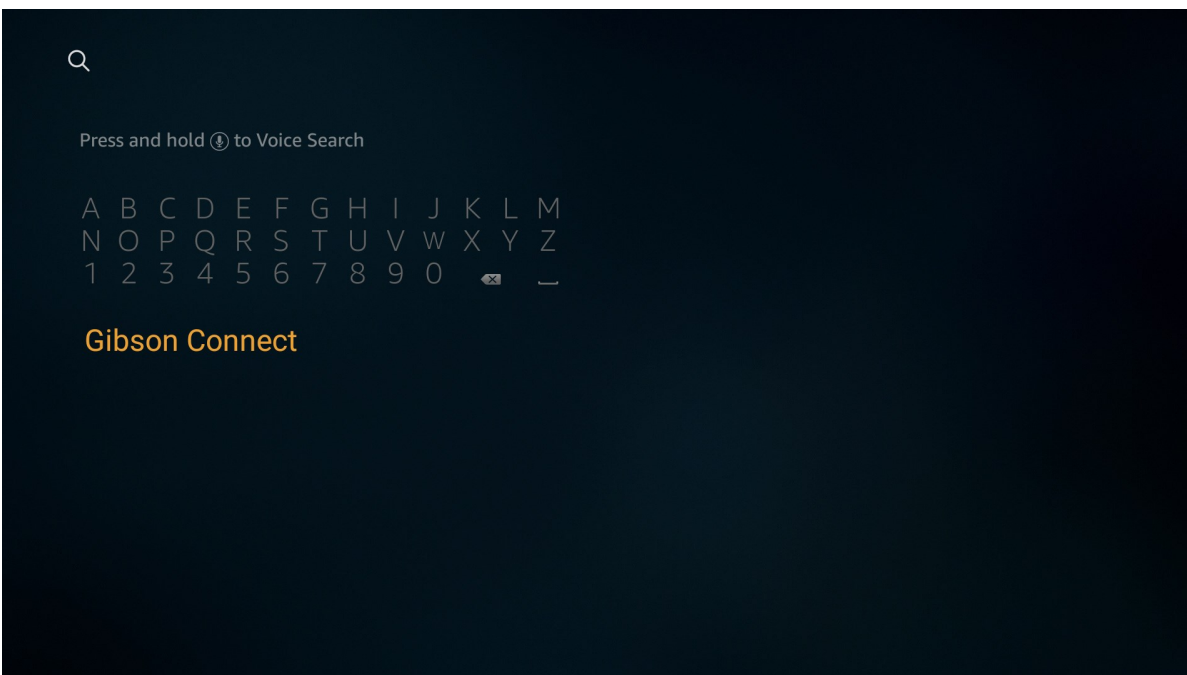 Press and hold to Voice Search
A B C D E F G H I J K L M
N O P Q R S T U V W X Y Z
1 2 3 4 5 6 7 8 9 0
Gibson Connect